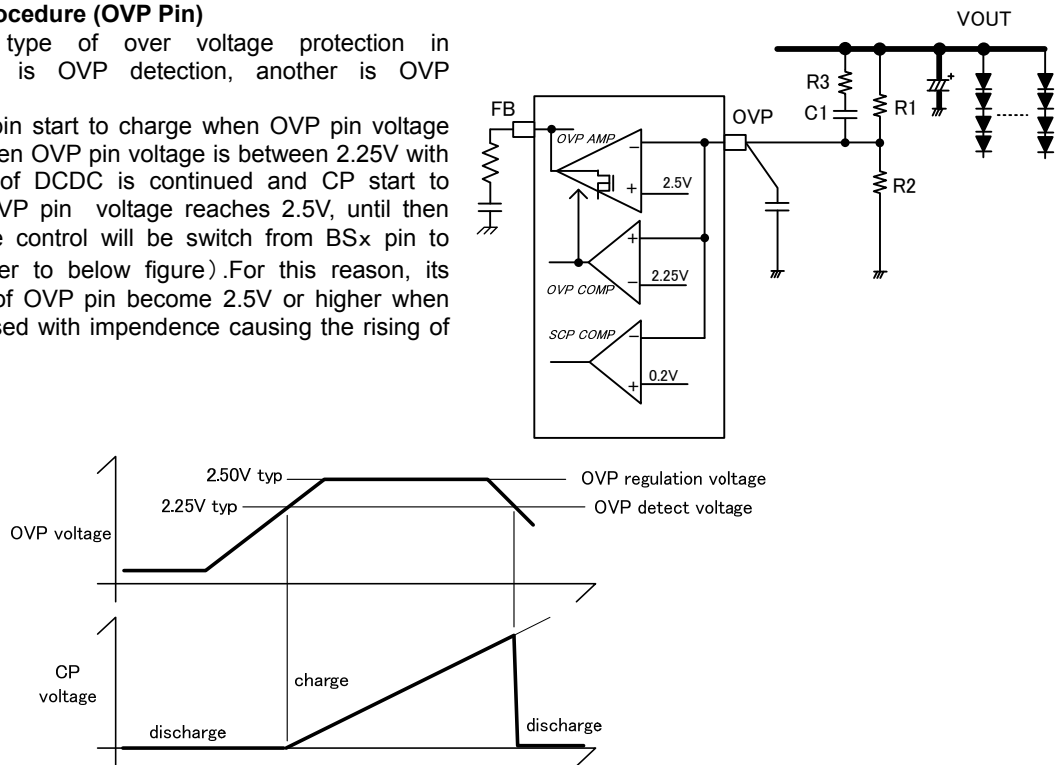 ocedure (OVP Pin)
type of over voltage protection in
is OVP detection, another is OVP
pin start to charge when OVP pin voltage
en OVP pin voltage is between 2.25V with
of DCDC is continued and CP start to
VP pin voltage reaches 2.5V, until then
e control will be switch from BSx pin to
er to below figure).For this reason, its
of OVP pin become 2.5V or higher when
sed with impendence causing the rising of
VOUT
R3
C1
R1
R2
FB
OVP
OVP AMP
−
+
2.5V
+
−
2.25V
OVP COMP
SCP COMP
−
+
0.2V
+
2.50V typ
OVP regulation voltage
2.25V typ
OVP detect voltage
OVP voltage
CP
voltage
charge
discharge
discharge